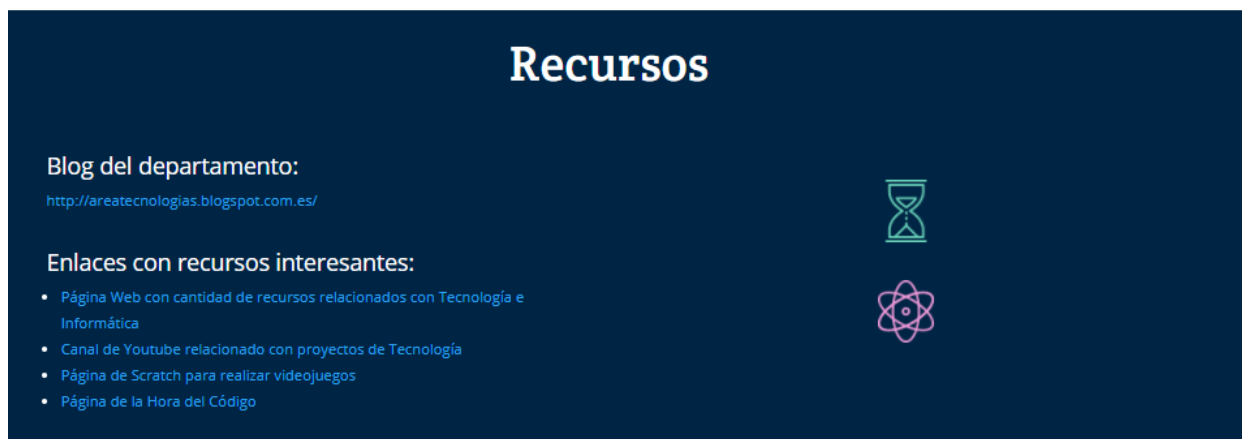 Recursos
Blog del departamento:
http://areatecnologias.blogspot.com.es/
Enlaces con recursos interesantes:
Página Web con cantidad de recursos relacionados con Tecnología e
Informática
Canal de Youtube relacionado con proyectos de Tecnología
Página de Scratch para realizar videojuegos
Página de la Hora del Código